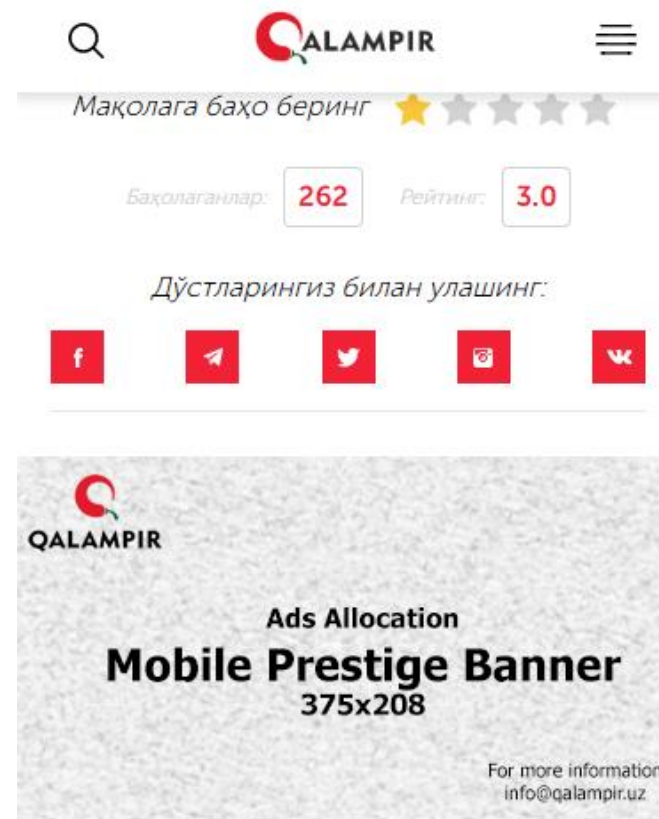 QALAMPIR
Мақолага баҳо беринг
Баҳолаганлар: 262 Рейтинг: 3.0
Дўстларингиз билан улашинг:
QALAMPIR
Ads Allocation
Mobile Prestige Banner
375x208
For more information
info@qalampir.uz